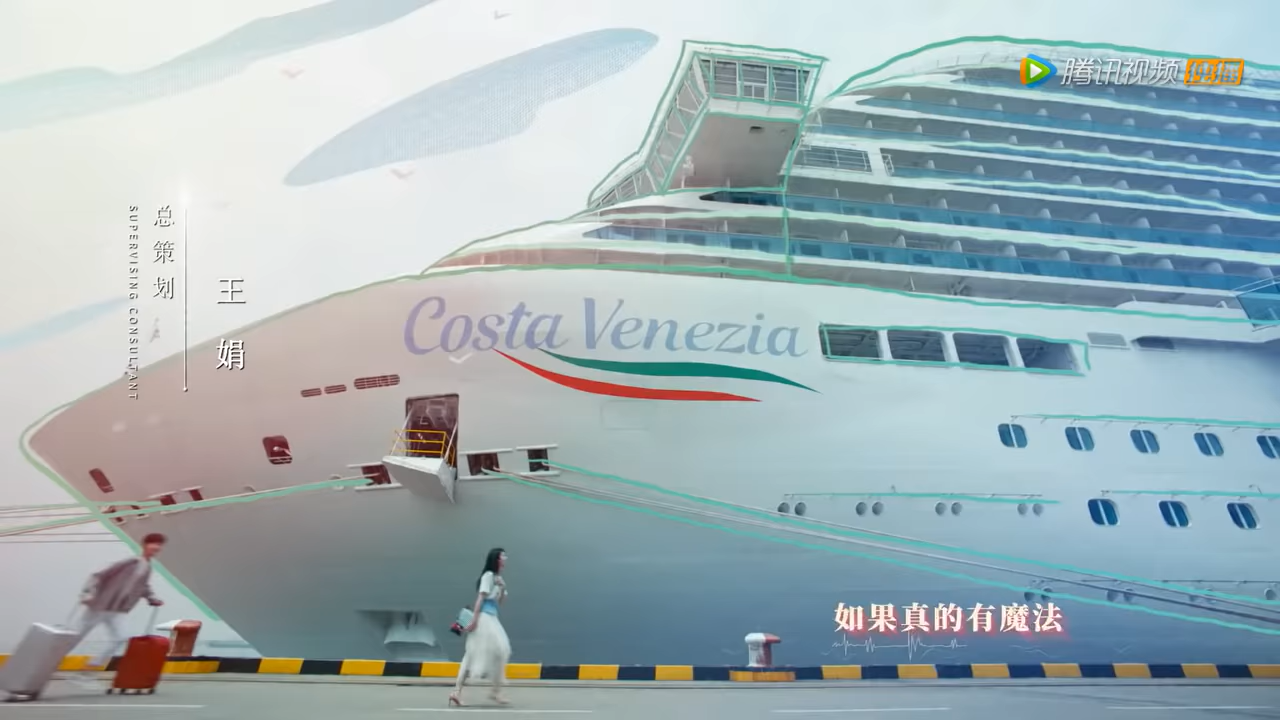 腾讯视频
总策划
SUPERVISING CONSULTANT
王娟
Costa Venezia
如果真的有魔法